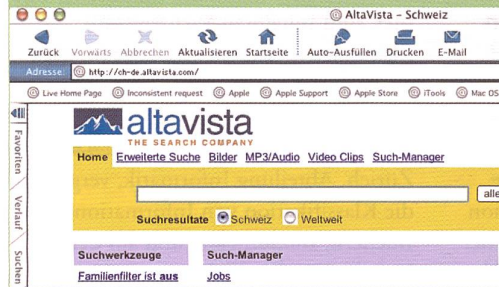 AltaVista – Schweiz
Zurück Vorwärts Abbrechen Aktualisieren Startseite Auto-Ausfüllen Drucken E-Mail
Adresse: http://ch-de.altavista.com/
Live Home Page Inconsistent request Apple Apple Support Apple Store iTools Mac OS
Favoriten
Verlauf
Suchen
altavista
THE SEARCH COMPANY
Home Erweiterte Suche Bilder MP3/Audio Video Clips Such-Manager
alle
Suchresultate Schweiz Weltweit
Suchwerkzeuge Such-Manager
Familienfilter ist aus Jobs